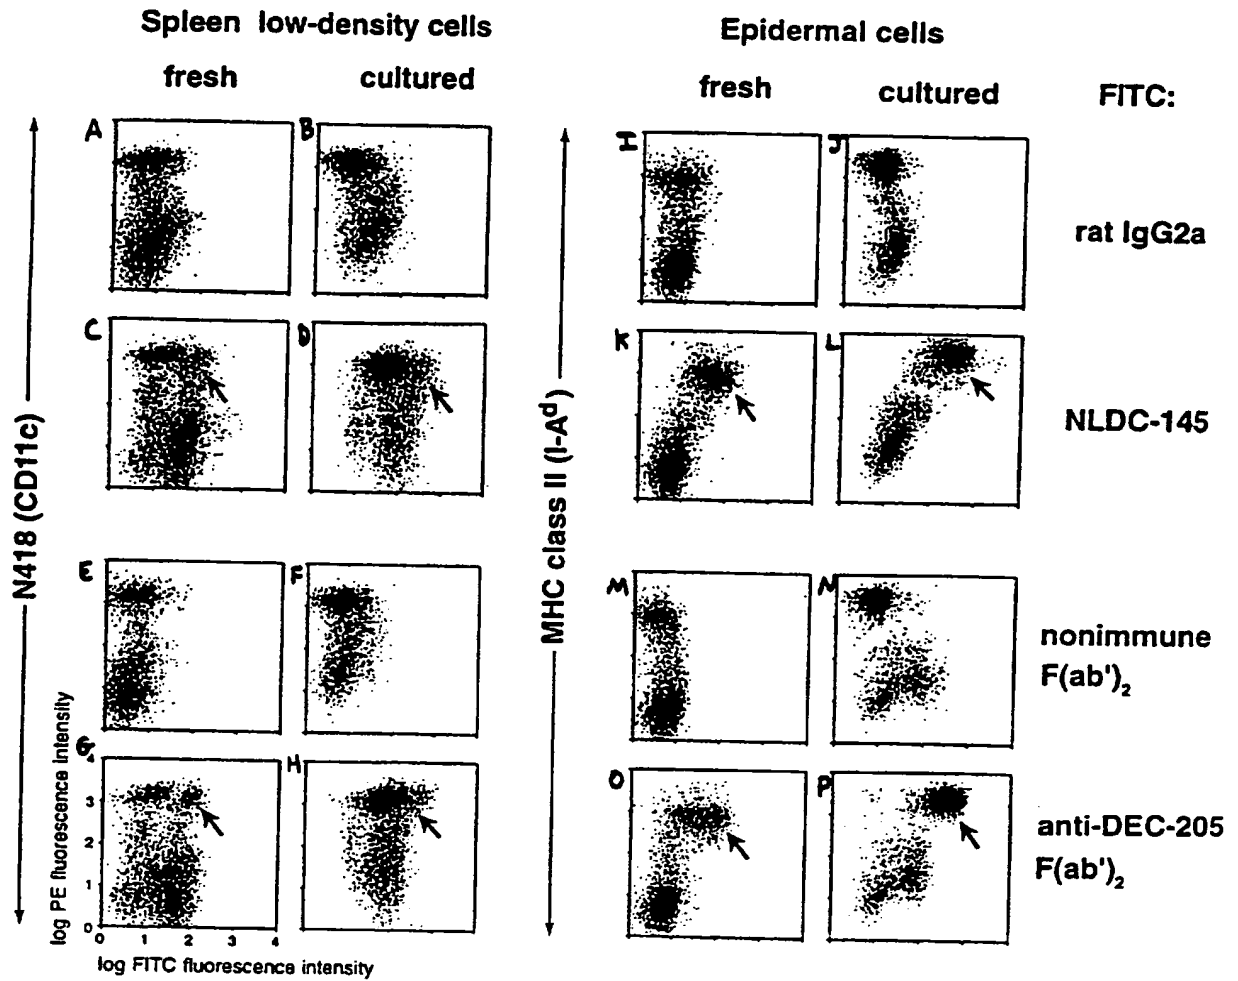 Spleen low-density cells
Epidermal cells
fresh
cultured
fresh
cultured
FITC:
A
B
I
J
rat IgG2a
C
D
K
L
NLDC-145
N418 (CD11c)
MHC class II (I-Aᵈ)
E
F
M
N
nonimmune
F(ab')₂
G
H
O
P
anti-DEC-205
F(ab')₂
log PE fluorescence intensity
4
3
2
1
0
0 1 2 3 4
log FITC fluorescence intensity